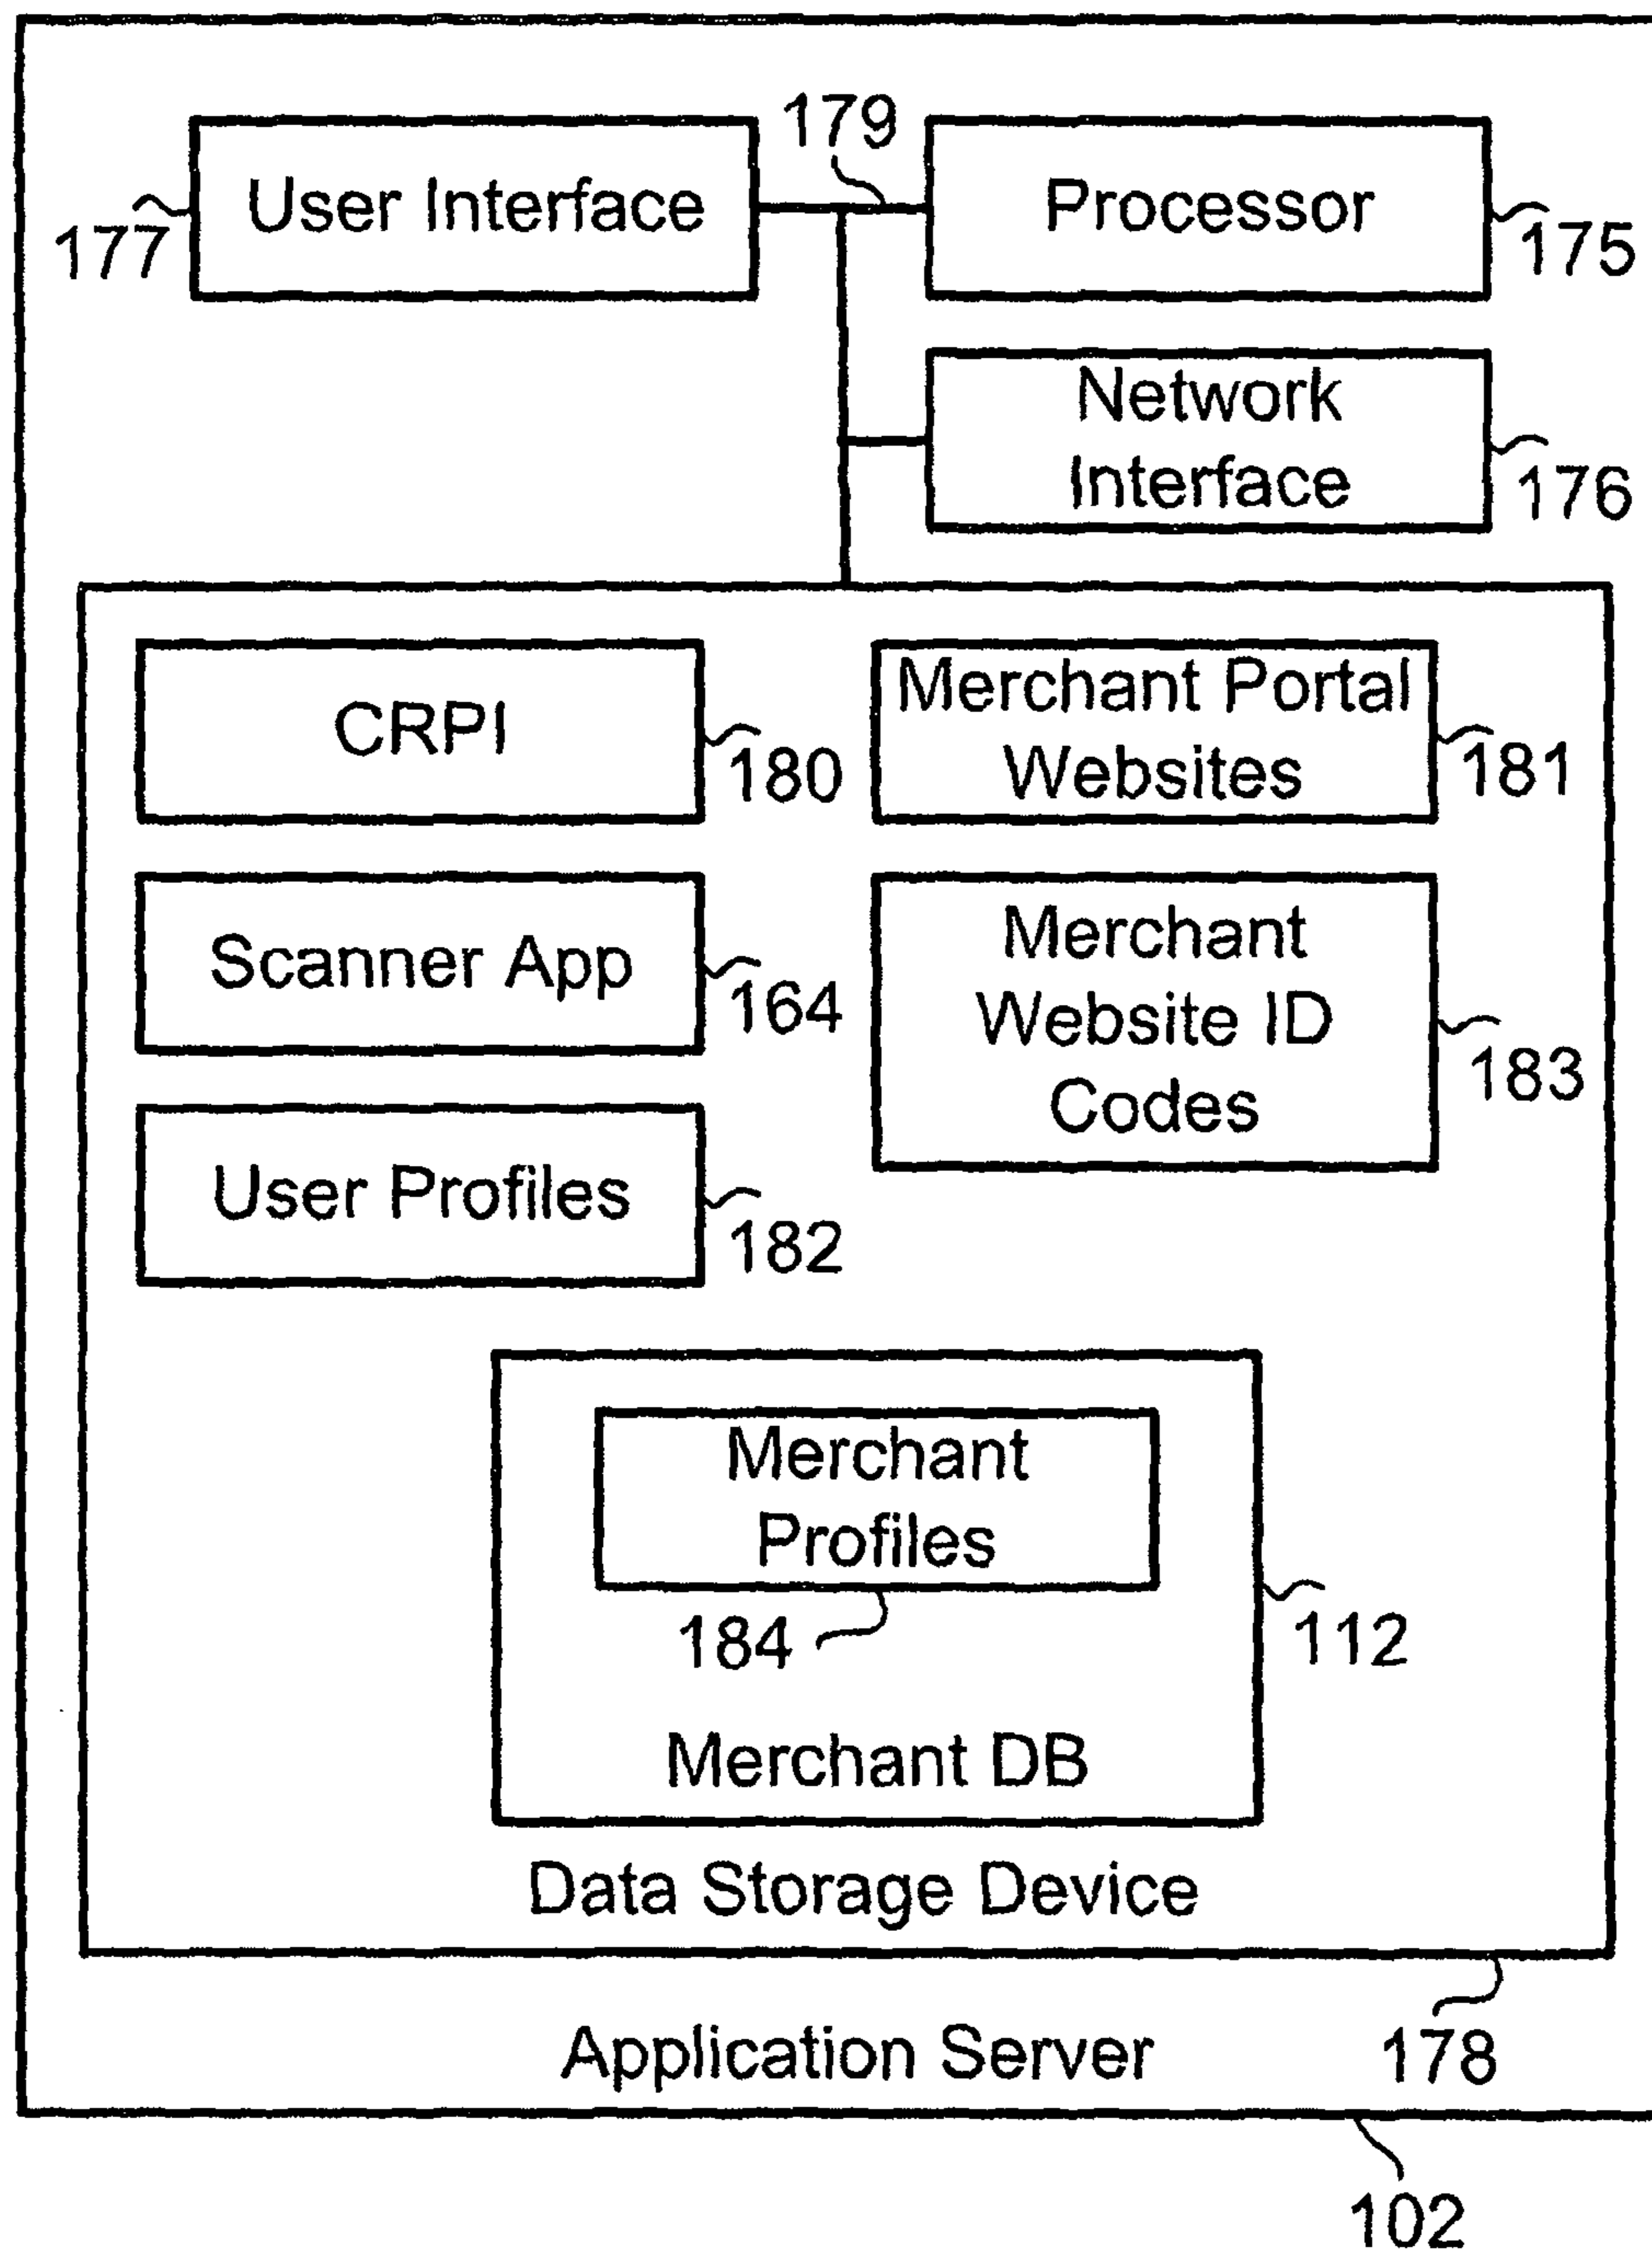 179
User Interface
Processor
177
175
Network
Interface
176
CRPI
180
Merchant Portal
Websites
181
Scanner App
164
Merchant
Website ID
Codes
183
User Profiles
182
Merchant
Profiles
184
112
Merchant DB
Data Storage Device
Application Server
178
102